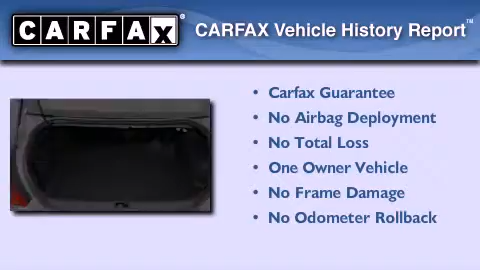 CARFAX® CARFAX Vehicle History Report™
• Carfax Guarantee
• No Airbag Deployment
• No Total Loss
• One Owner Vehicle
• No Frame Damage
• No Odometer Rollback